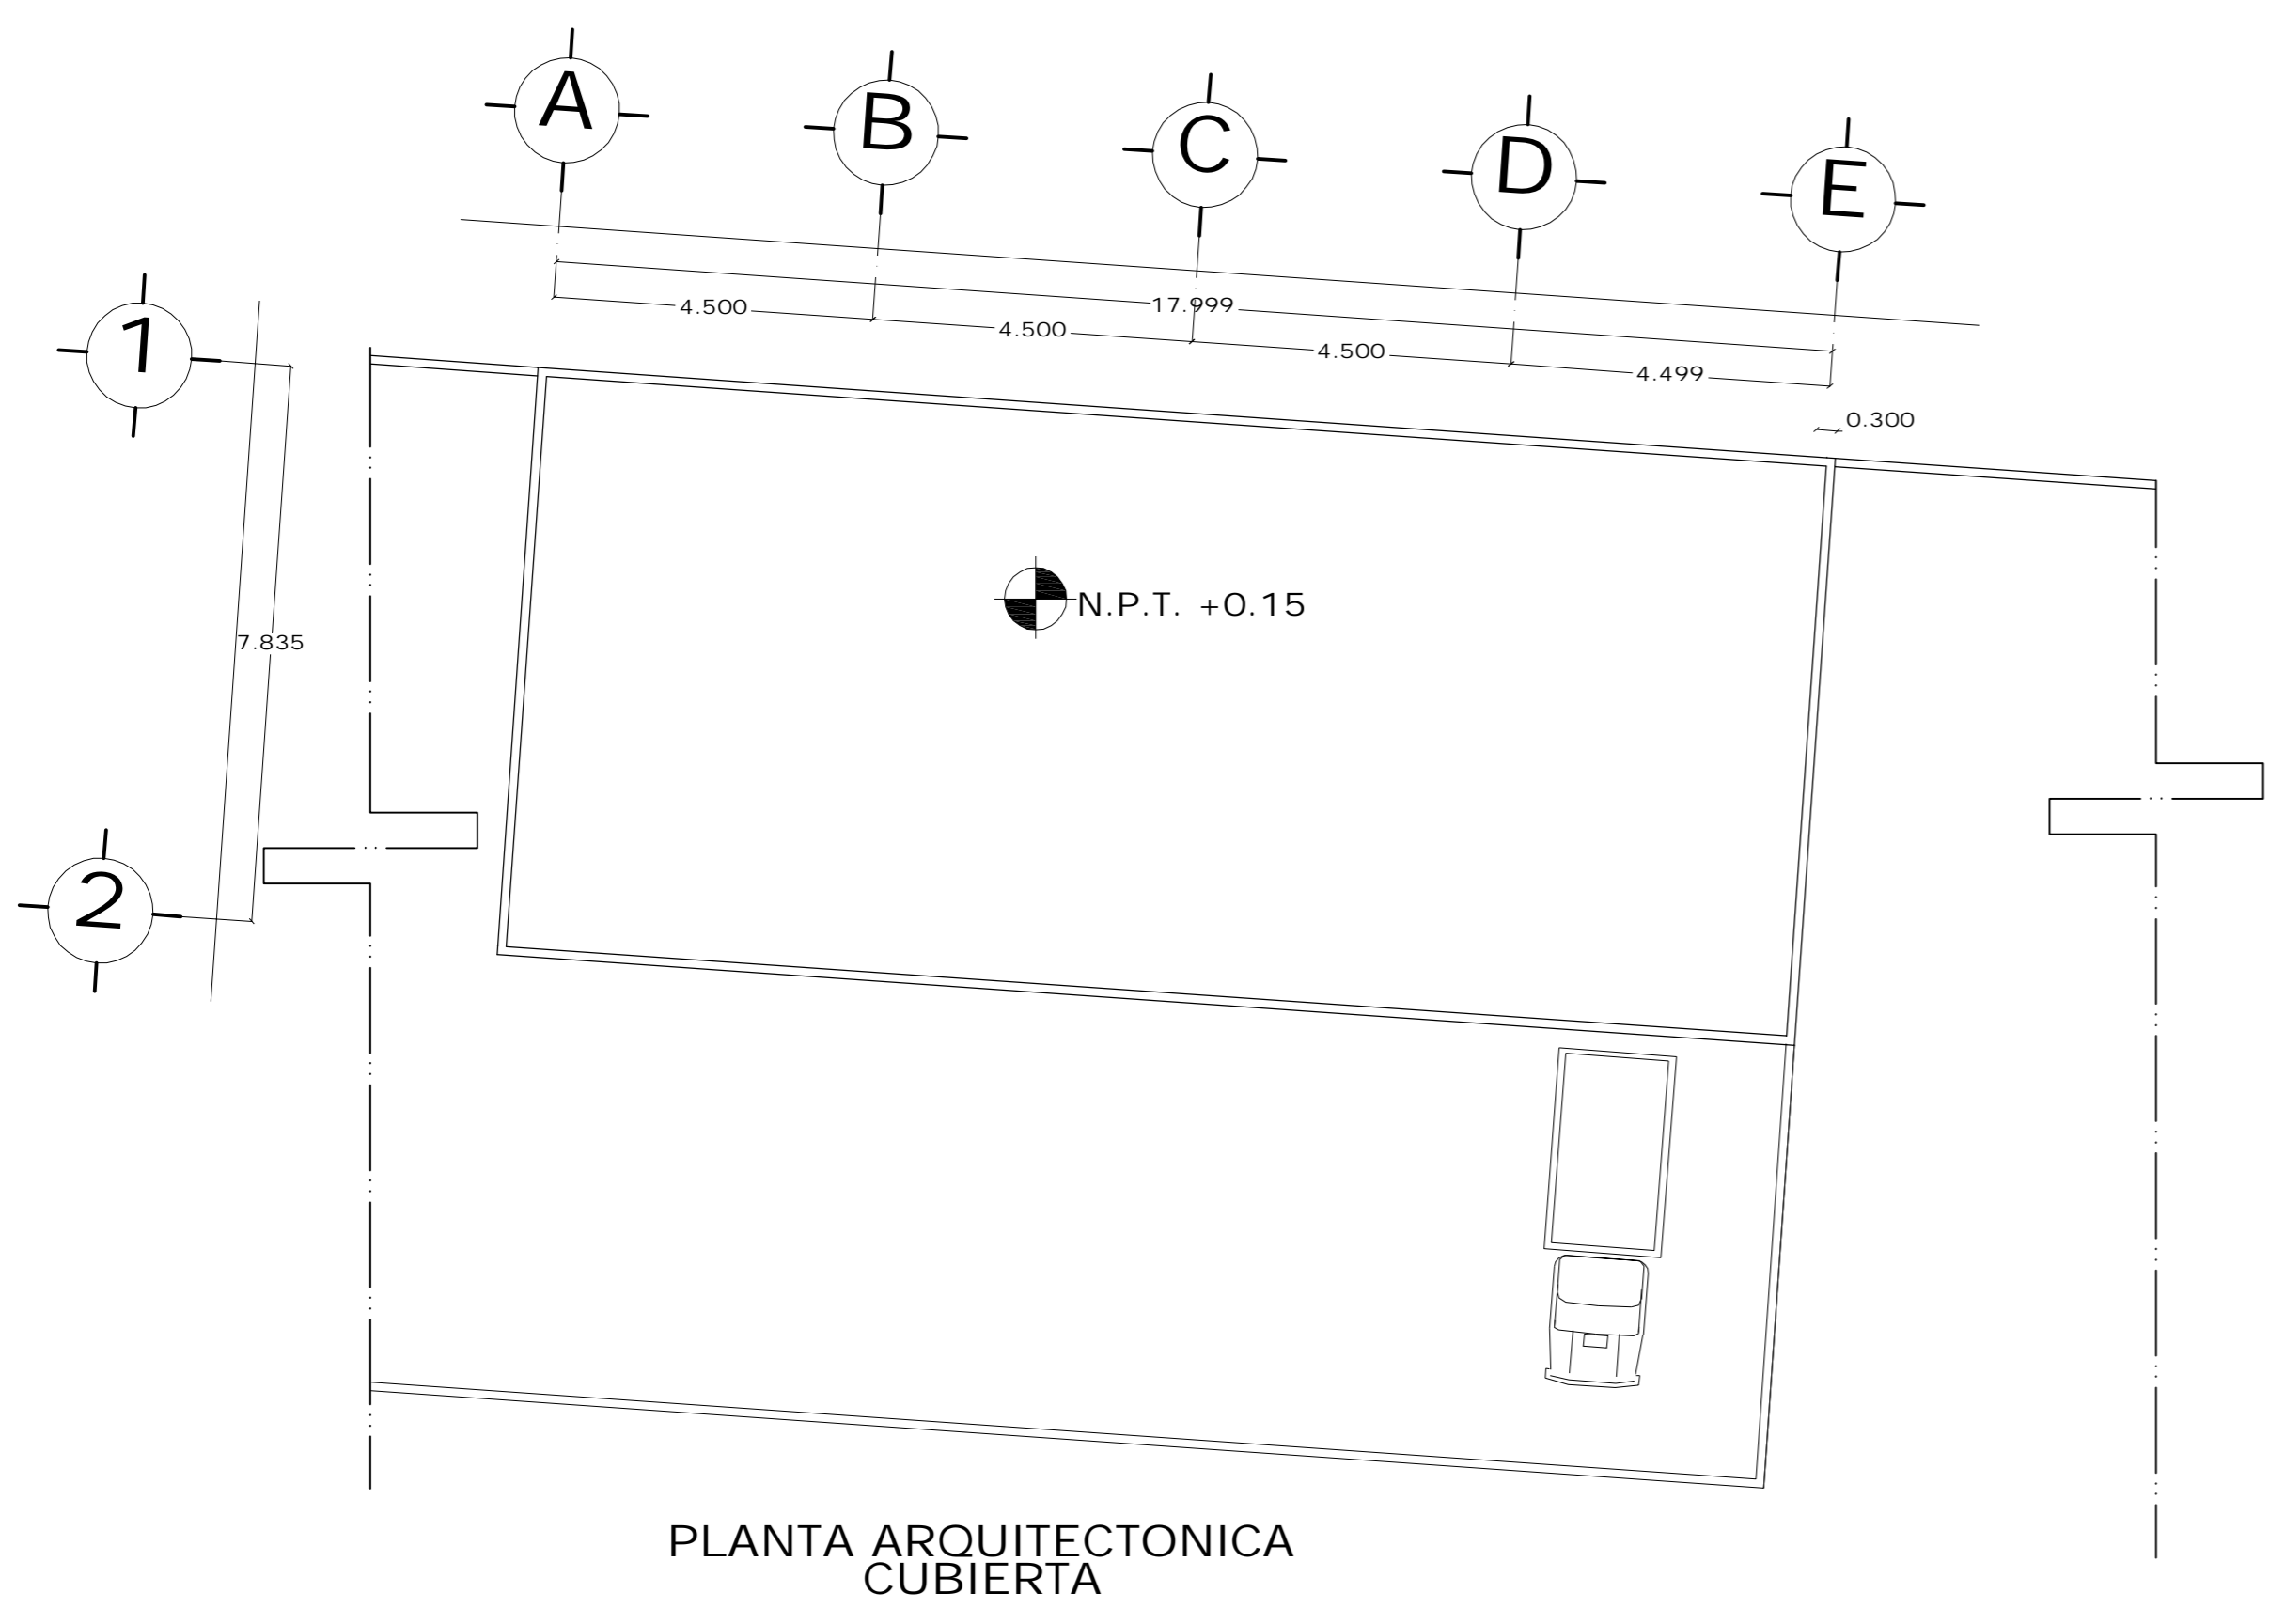 A
B
C
D
E
17.999
4.500
4.500
4.500
4.499
0.300
1
7.835
2
N.P.T. +0.15
PLANTA ARQUITECTONICA
CUBIERTA